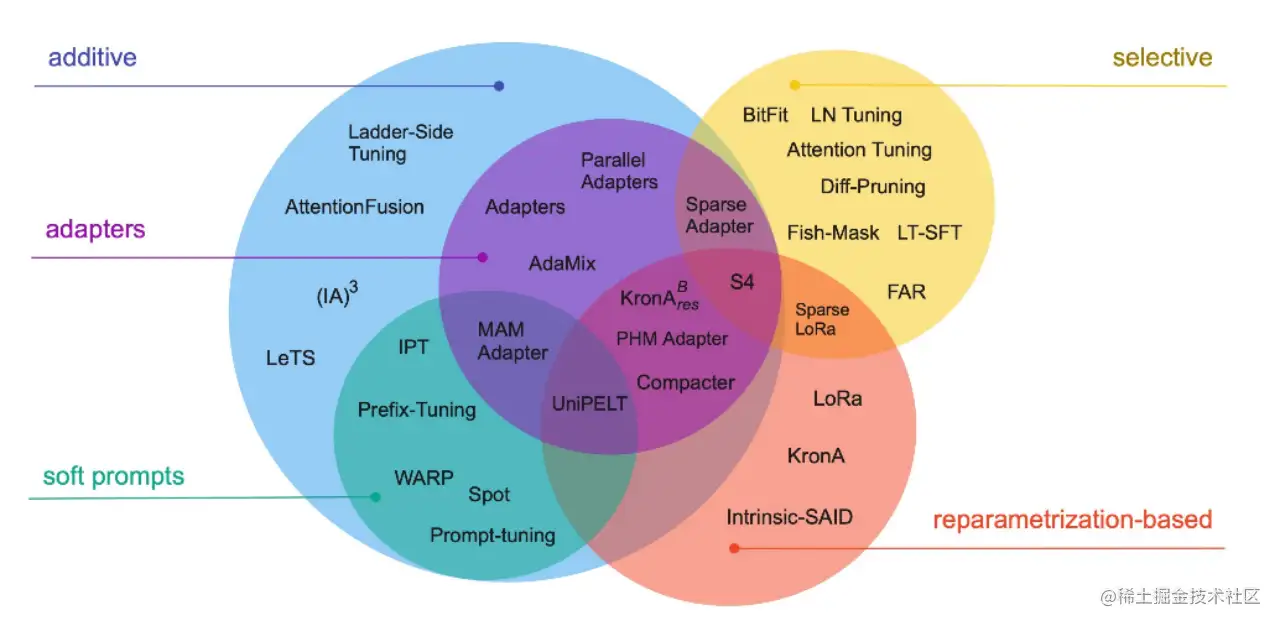 additive
selective
adapters
soft prompts
reparametrization-based
Ladder-Side
Tuning
AttentionFusion
(IA)³
LeTS
Parallel
Adapters
Adapters
AdaMix
Sparse
Adapter
BitFit
LN Tuning
Attention Tuning
Diff-Pruning
Fish-Mask
LT-SFT
FAR
KronA^B_res
S4
PHM Adapter
Compacter
Sparse
LoRa
MAM
Adapter
UniPELT
IPT
Prefix-Tuning
WARP
Spot
Prompt-tuning
LoRa
KronA
Intrinsic-SAID
@稀土掘金技术社区